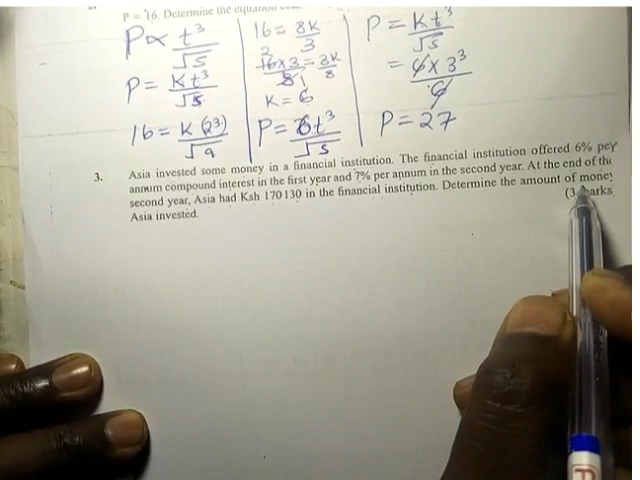 P = 16. Determine the equation
P ∝ t³/√s
P = Kt³/√s
16 = K(2³)/√9
16 = 8K/3
16×3/8 = 8K/8
K = 6
P = 6t³/√s
P = Kt³/√s
= 6×3³/6
P = 27
3. Asia invested some money in a financial institution. The financial institution offered 6% per
annum compound interest in the first year and 7% per annum in the second year. At the end of the
second year, Asia had Ksh 170 130 in the financial institution. Determine the amount of money
Asia invested. (3 marks